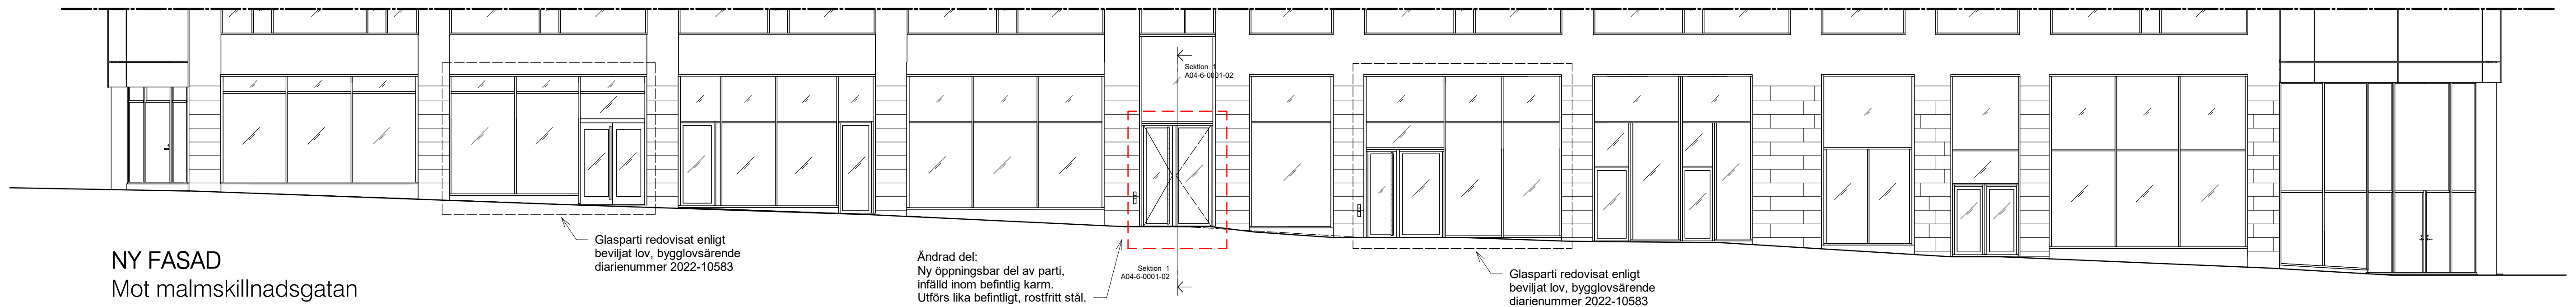 Sektion 1
A04-6-0001-02
NY FASAD
Mot malmskillnadsgatan
Glasparti redovisat enligt
beviljat lov, bygglovsärende
diarienummer 2022-10583
Ändrad del:
Ny öppningsbar del av parti,
infälld inom befintlig karm.
Utförs lika befintligt, rostfritt stål.
Sektion 1
A04-6-0001-02
Glasparti redovisat enligt
beviljat lov, bygglovsärende
diarienummer 2022-10583